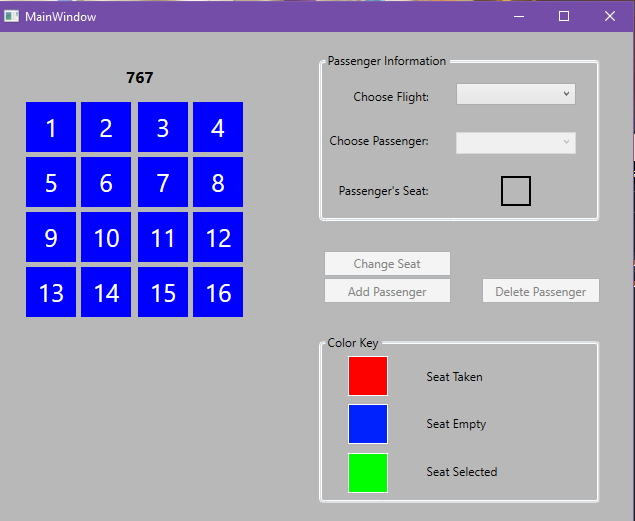 MainWindow
767
1 2 3 4
5 6 7 8
9 10 11 12
13 14 15 16
Passenger Information
Choose Flight:
Choose Passenger:
Passenger's Seat:
Change Seat
Add Passenger Delete Passenger
Color Key
Seat Taken
Seat Empty
Seat Selected